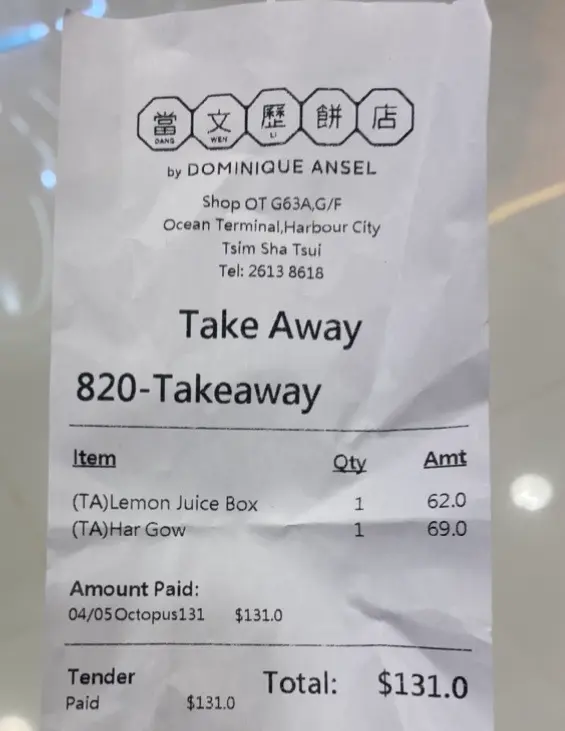 當文歷餅店
DANG WEN LI
by DOMINIQUE ANSEL
Shop OT G63A,G/F
Ocean Terminal,Harbour City
Tsim Sha Tsui
Tel: 2613 8618
Take Away
820-Takeaway
Item Qty Amt
(TA)Lemon Juice Box 1 62.0
(TA)Har Gow 1 69.0
Amount Paid:
04/05Octopus131 $131.0
Tender Total: $131.0
Paid $131.0